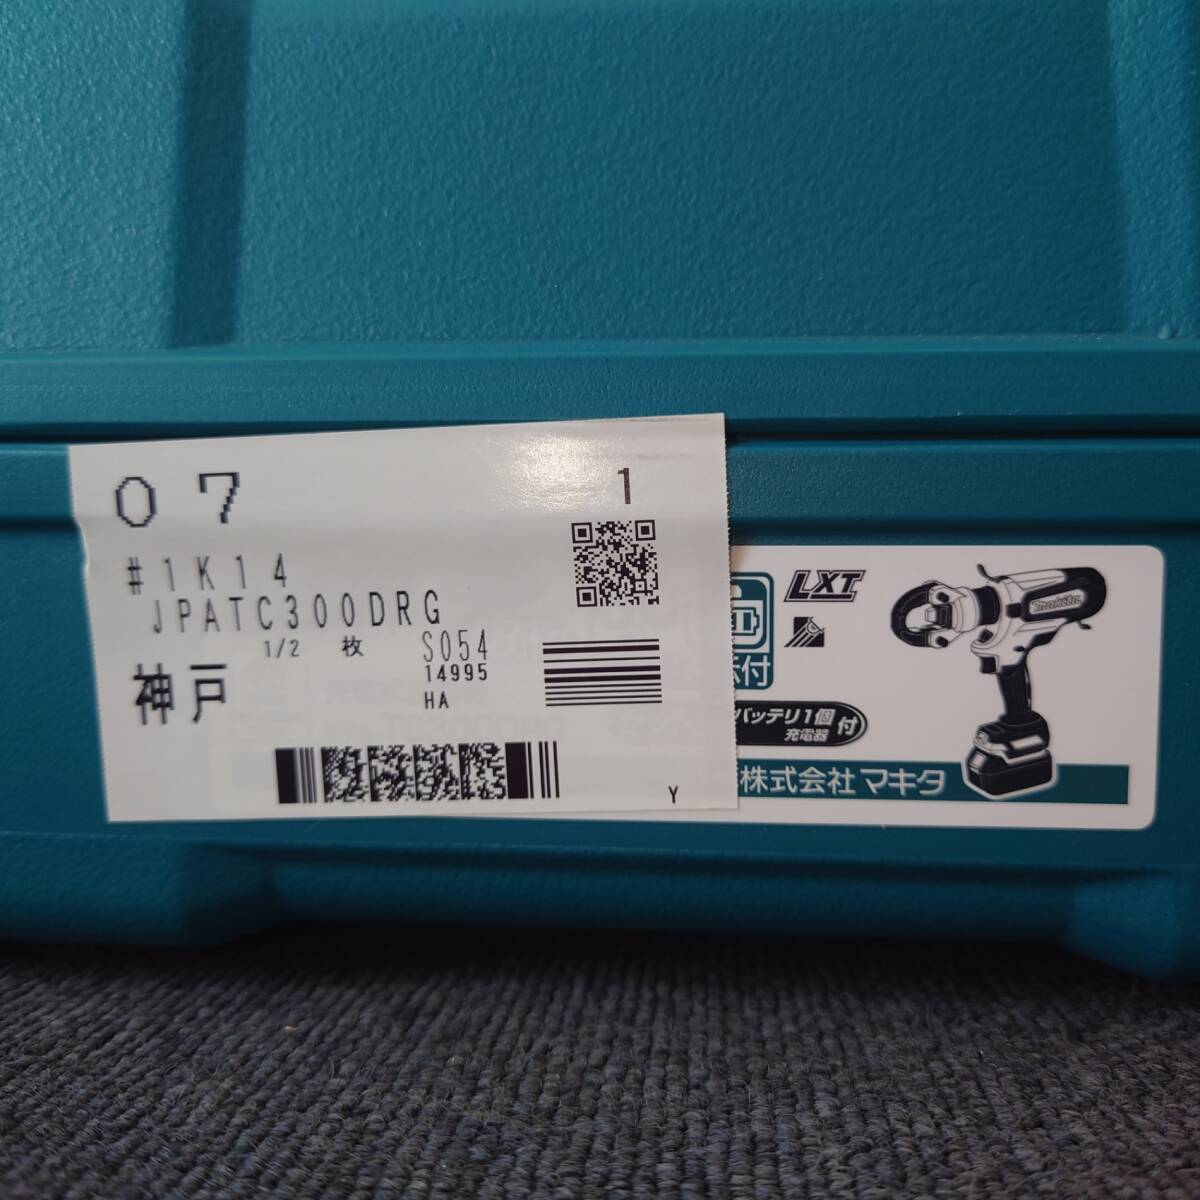 07
1
#1K14
JPATC300DRG
1/2 枚
S054
14995
神戸
HA
Y
LXT
makita
付
バッテリ1個
充電器
付
株式会社マキタ